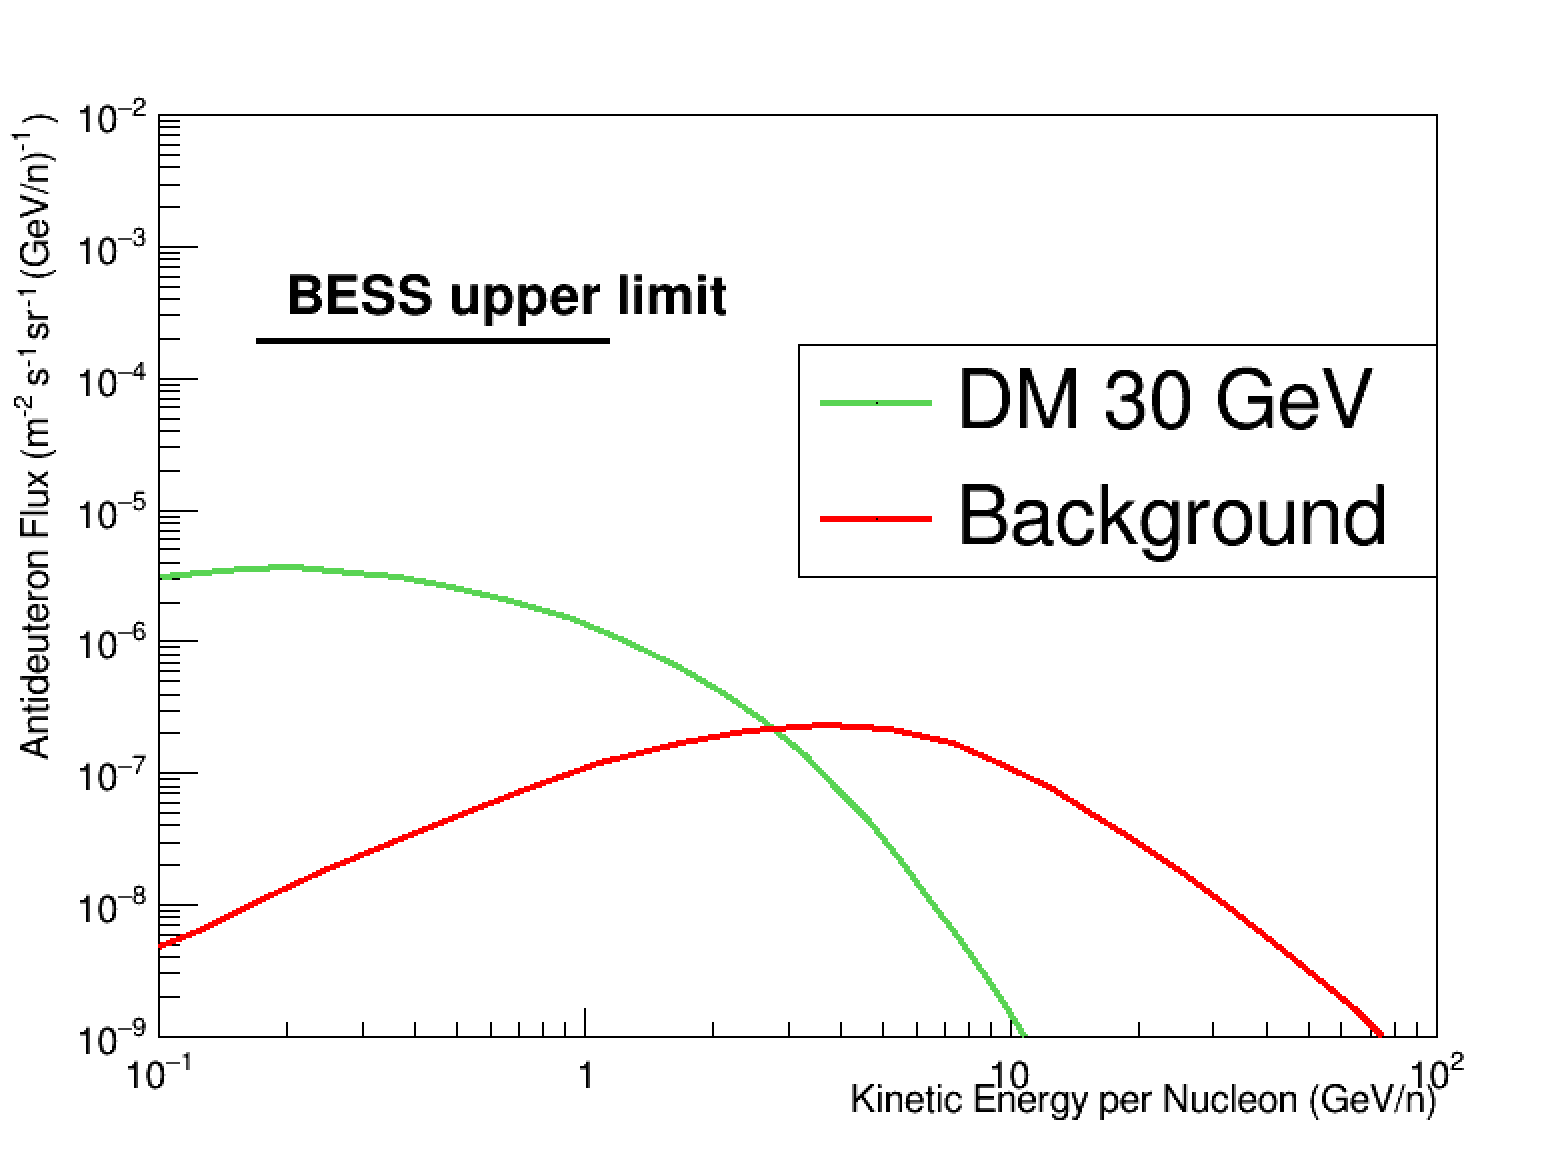 Antideuteron Flux (m⁻² s⁻¹ sr⁻¹ (GeV/n)⁻¹)
10⁻²
10⁻³
10⁻⁴
10⁻⁵
10⁻⁶
10⁻⁷
10⁻⁸
10⁻⁹
BESS upper limit
DM 30 GeV
Background
10⁻¹ 1 10 10²
Kinetic Energy per Nucleon (GeV/n)